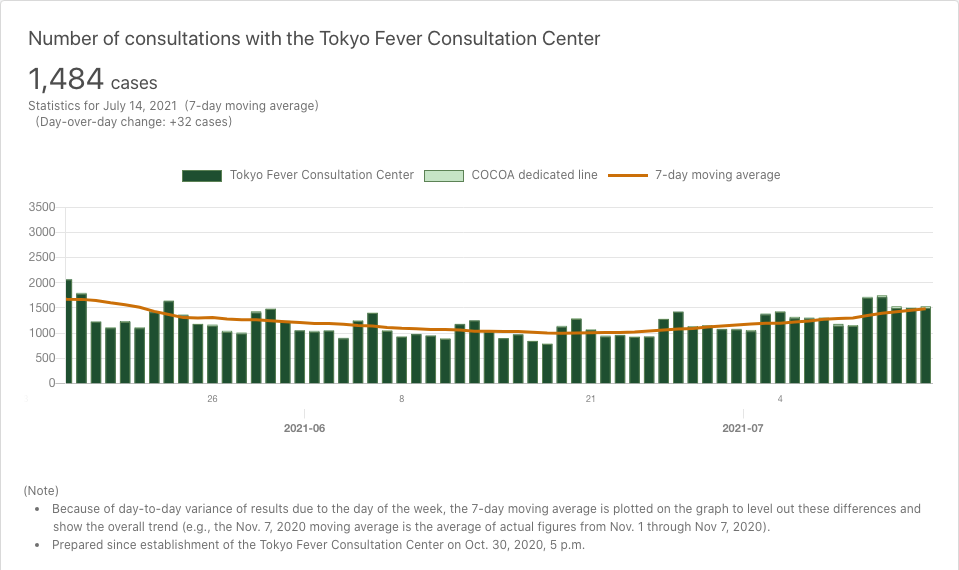 Number of consultations with the Tokyo Fever Consultation Center
1,484 cases
Statistics for July 14, 2021 (7-day moving average)
(Day-over-day change: +32 cases)
Tokyo Fever Consultation Center COCOA dedicated line 7-day moving average
3500
3000
2500
2000
1500
1000
500
0
26 8 21 4
2021-06 2021-07
(Note)
• Because of day-to-day variance of results due to the day of the week, the 7-day moving average is plotted on the graph to level out these differences and
show the overall trend (e.g., the Nov. 7, 2020 moving average is the average of actual figures from Nov. 1 through Nov 7, 2020).
• Prepared since establishment of the Tokyo Fever Consultation Center on Oct. 30, 2020, 5 p.m.